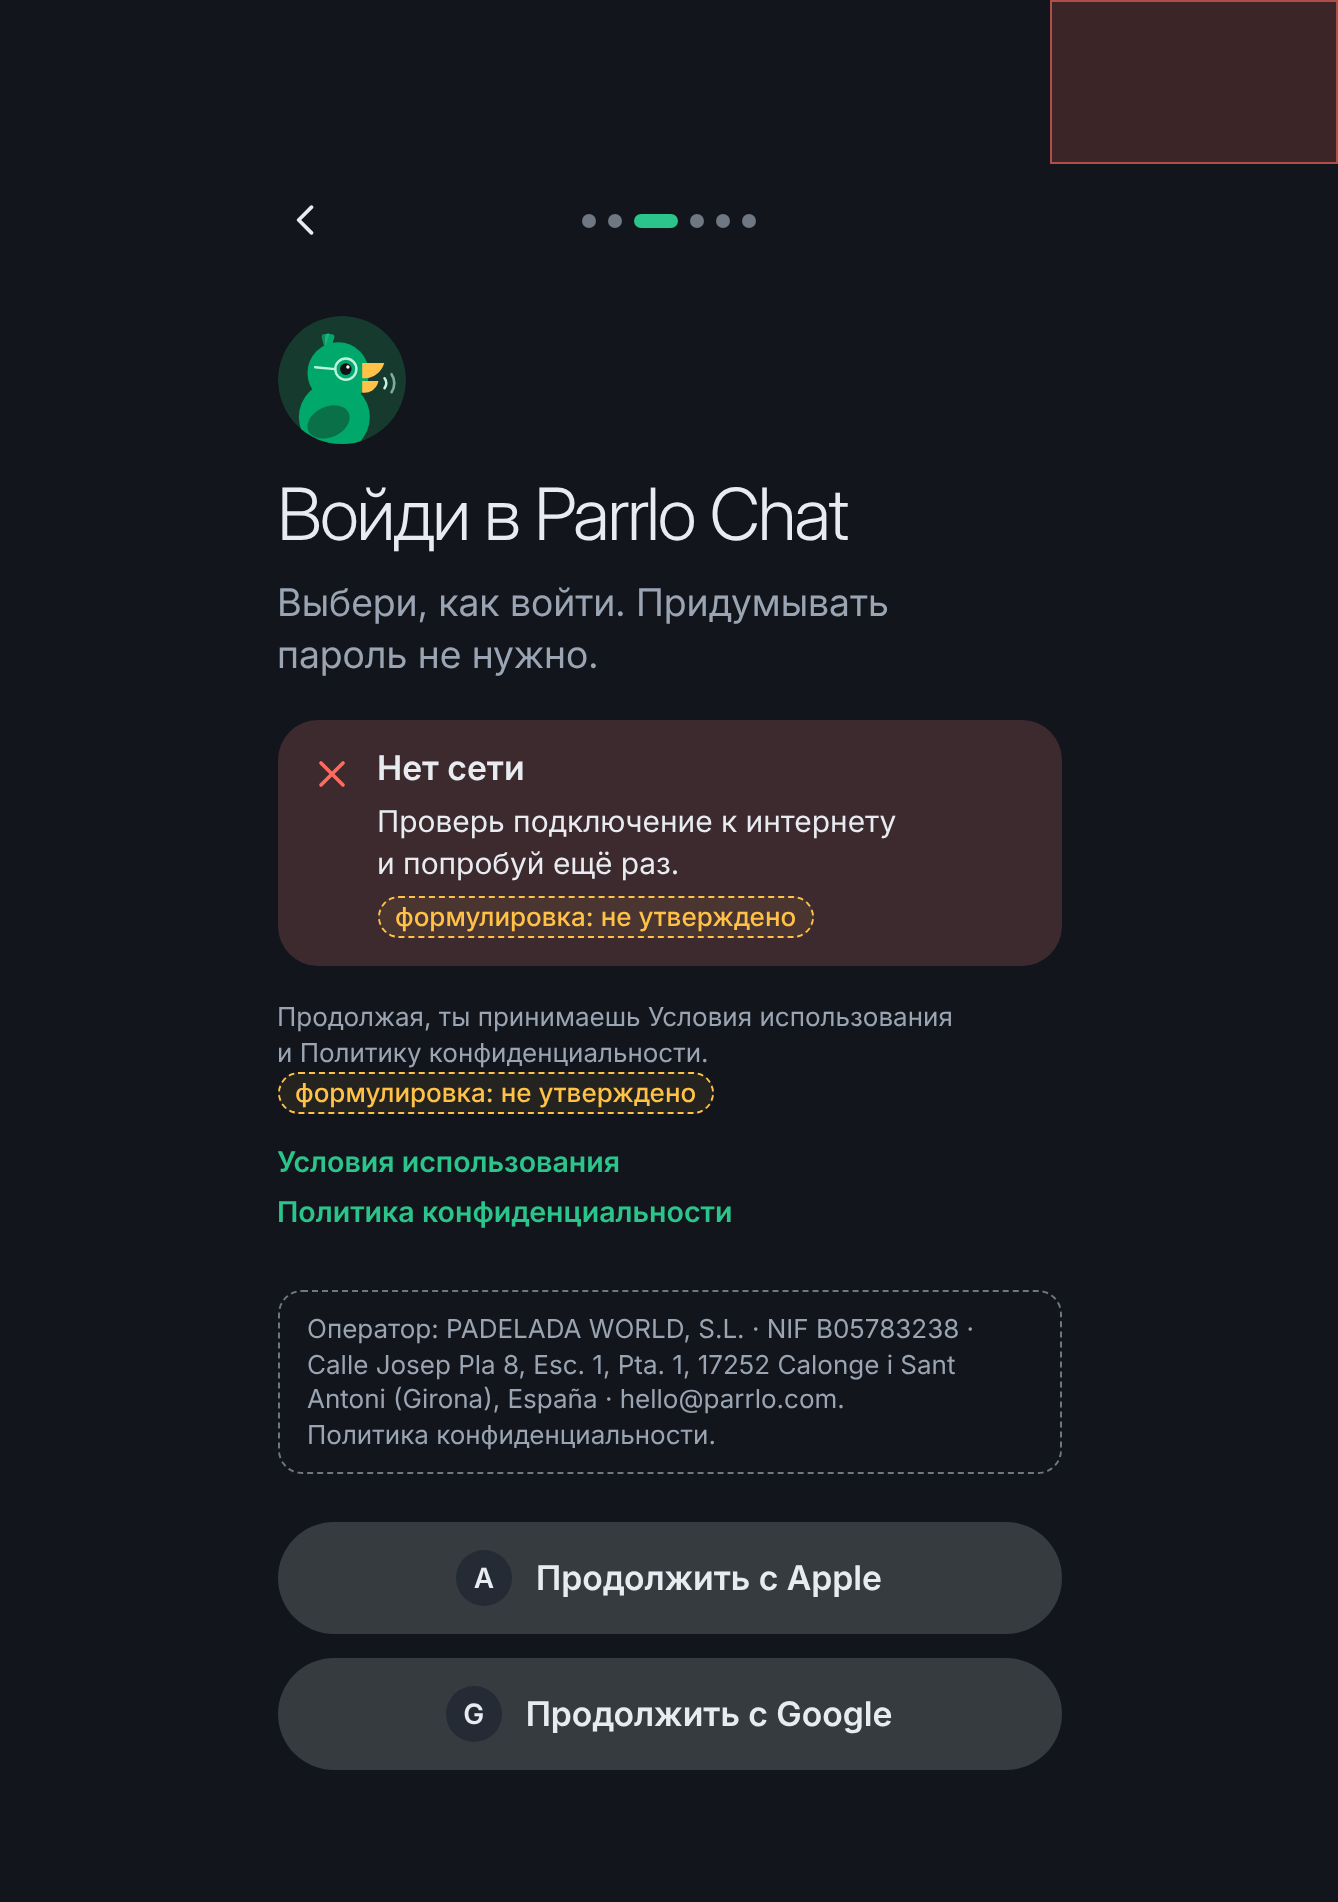 Войди в Parrlo Chat
Выбери, как войти. Придумывать
пароль не нужно.
Нет сети
Проверь подключение к интернету
и попробуй ещё раз.
формулировка: не утверждено
Продолжая, ты принимаешь Условия использования
и Политику конфиденциальности.
формулировка: не утверждено
Условия использования
Политика конфиденциальности
Оператор: PADELADA WORLD, S.L. · NIF B05783238 ·
Calle Josep Pla 8, Esc. 1, Pta. 1, 17252 Calonge i Sant
Antoni (Girona), España · hello@parrlo.com.
Политика конфиденциальности.
A Продолжить с Apple
G Продолжить с Google